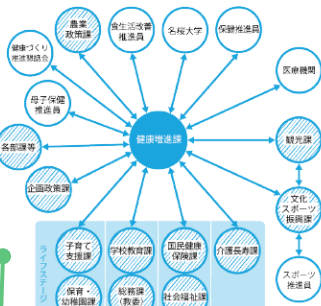 農業
政策課
食生活改善
推進員
名桜大学
保健推進員
健康づくり
推進懇話会
医療機関
母子保健
推進員
健康増進課
各部課等
観光課
企画政策課
文化
スポーツ
振興課
ライフステージ
子育て
支援課
学校教育課
国民健康
保険課
介護長寿課
保育・
幼稚園課
総務課
(教委)
社会福祉課
スポーツ
推進員